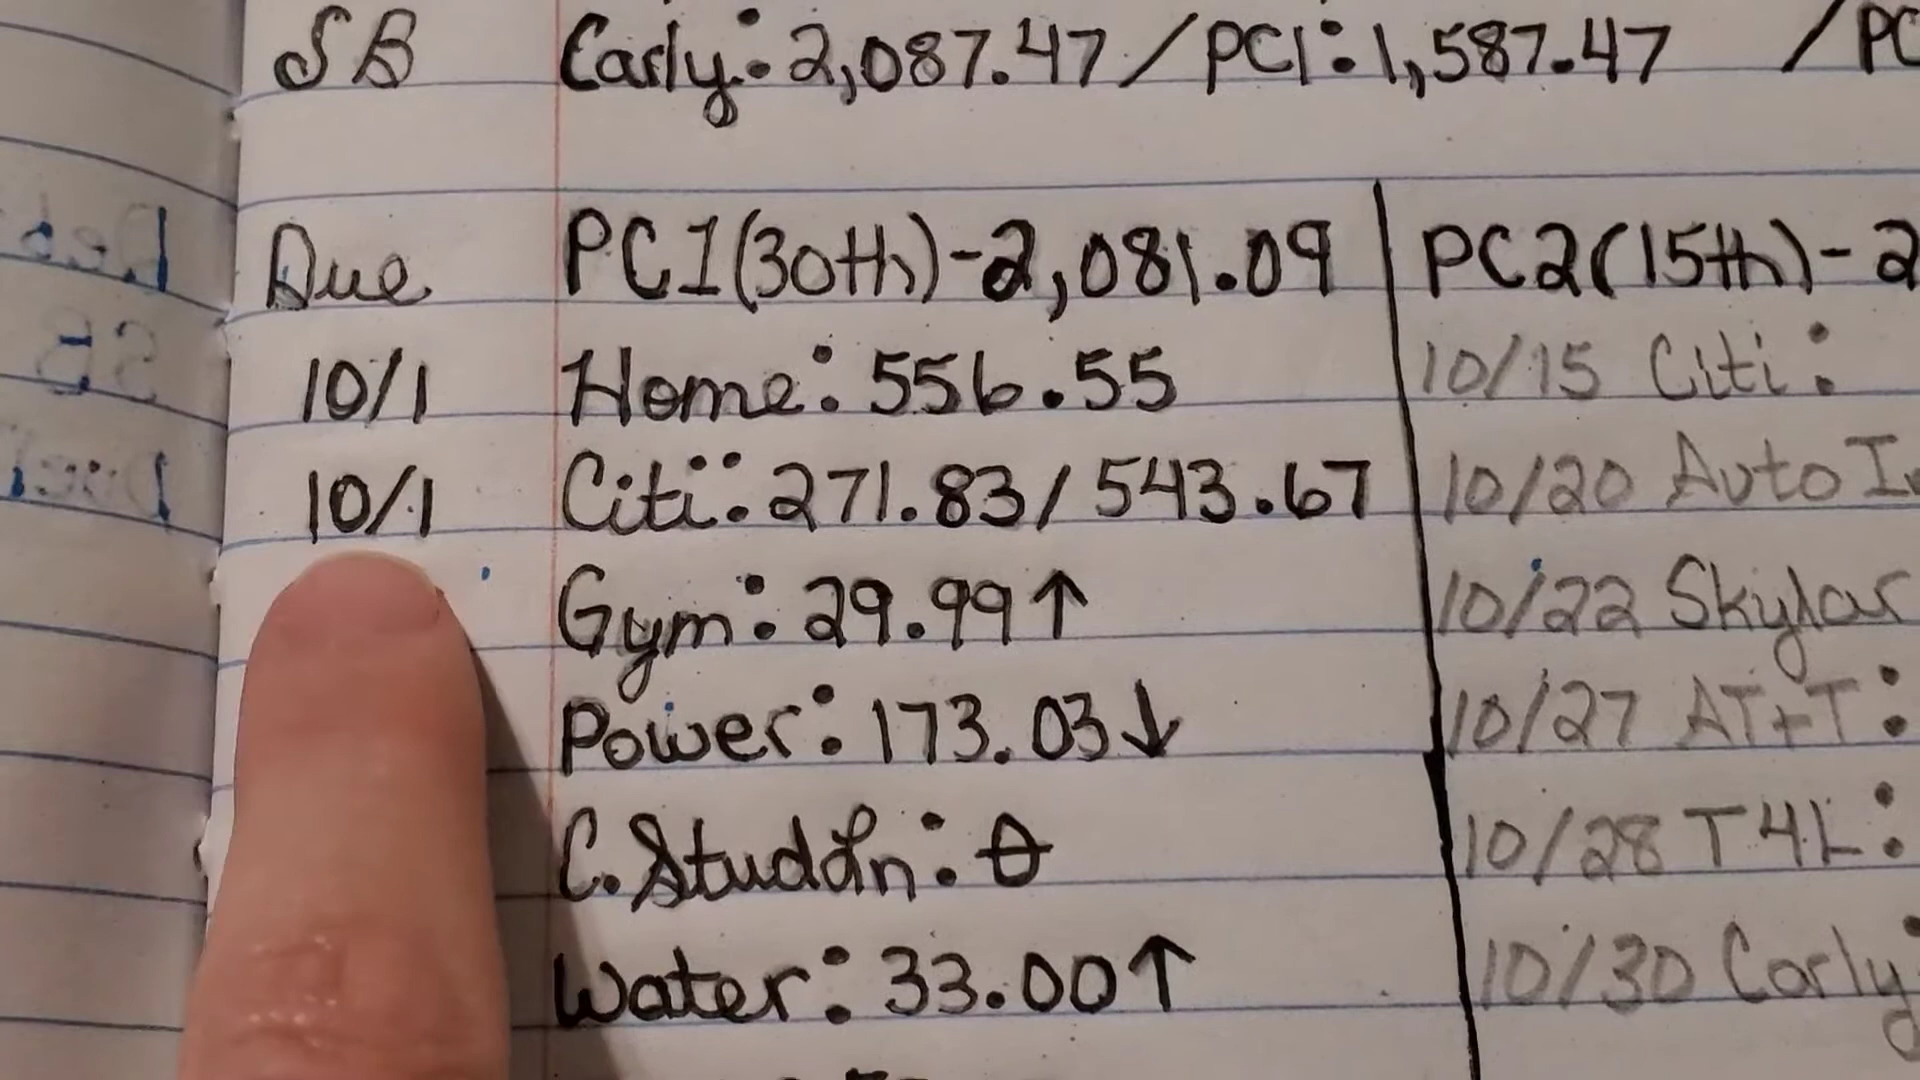 SB Carly: 2,087.47 / PC1: 1,587.47 / PC
Due PC1(30th)-2,081.09 PC2(15th)-2
10/1 Home: 556.55 10/15 Citi:
10/1 Citi: 271.83/ 543.67 10/20 Auto In
Gym: 29.99↑ 10/22 Skylar
Power: 173.03↓ 10/27 AT+T:
C. Stud Ln: 0 10/28 T4L:
Water: 33.00↑ 10/30 Carly